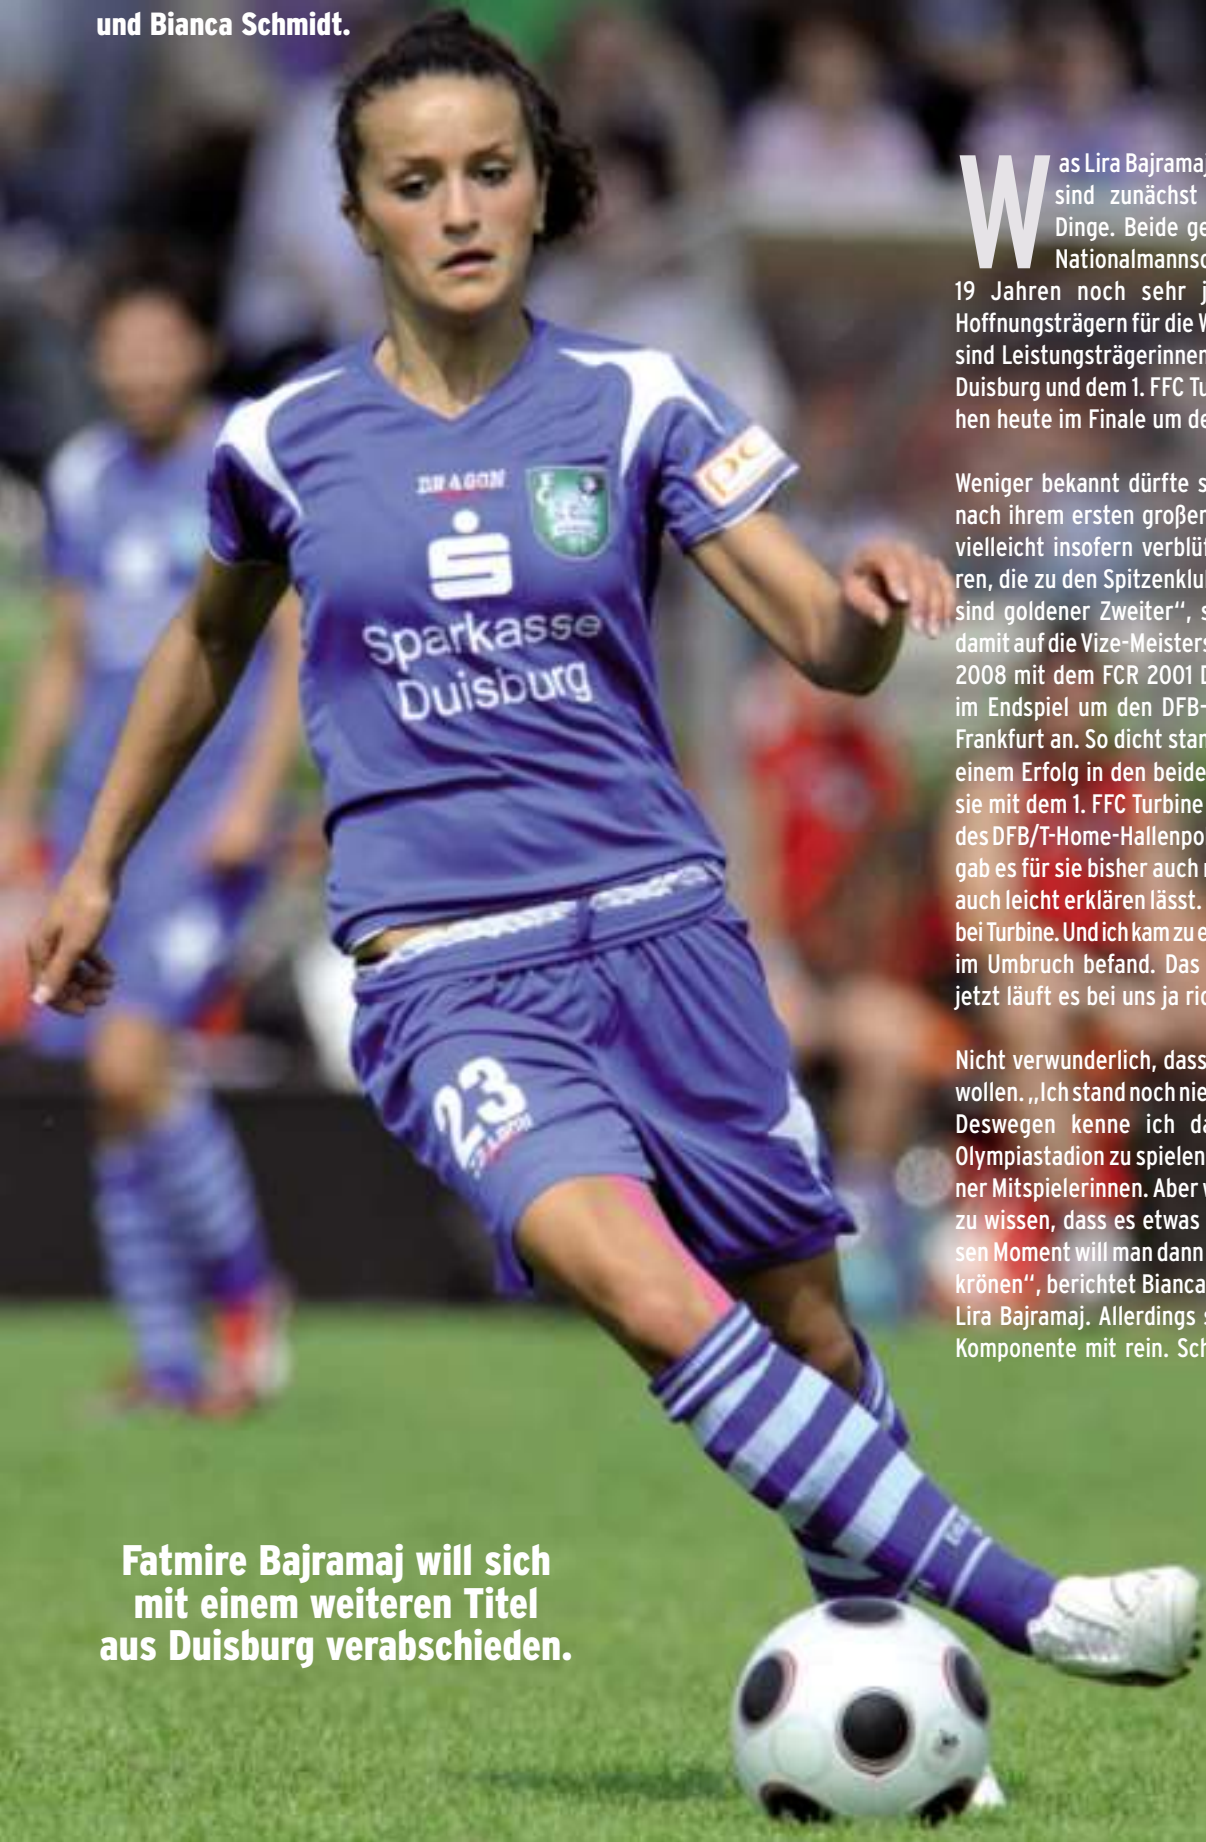 und Bianca Schmidt.
Was Lira Bajramaj
sind zunächst
Dinge. Beide ge
Nationalmannsc
19 Jahren noch sehr j
Hoffnungsträgern für die W
sind Leistungsträgerinnen
Duisburg und dem 1. FFC Tu
hen heute im Finale um de
Weniger bekannt dürfte s
nach ihrem ersten großen
vielleicht insofern verblüf
ren, die zu den Spitzenklu
sind goldener Zweiter“, s
damit auf die Vize-Meisters
2008 mit dem FCR 2001 D
im Endspiel um den DFB-
Frankfurt an. So dicht stan
einem Erfolg in den beide
sie mit dem 1. FFC Turbine
des DFB/T-Home-Hallenpo
gab es für sie bisher auch n
auch leicht erklären lässt.
bei Turbine. Und ich kam zu e
im Umbruch befand. Das
jetzt läuft es bei uns ja ric
Nicht verwunderlich, dass
wollen. „Ich stand noch nie
Deswegen kenne ich da
Olympiastadion zu spielen
ner Mitspielerinnen. Aber w
zu wissen, dass es etwas
sen Moment will man dann
krönen“, berichtet Bianca
Lira Bajramaj. Allerdings s
Komponente mit rein. Sch
DRAGON
Sparkasse
Duisburg
23
Fatmire Bajramaj will sich
mit einem weiteren Titel
aus Duisburg verabschieden.